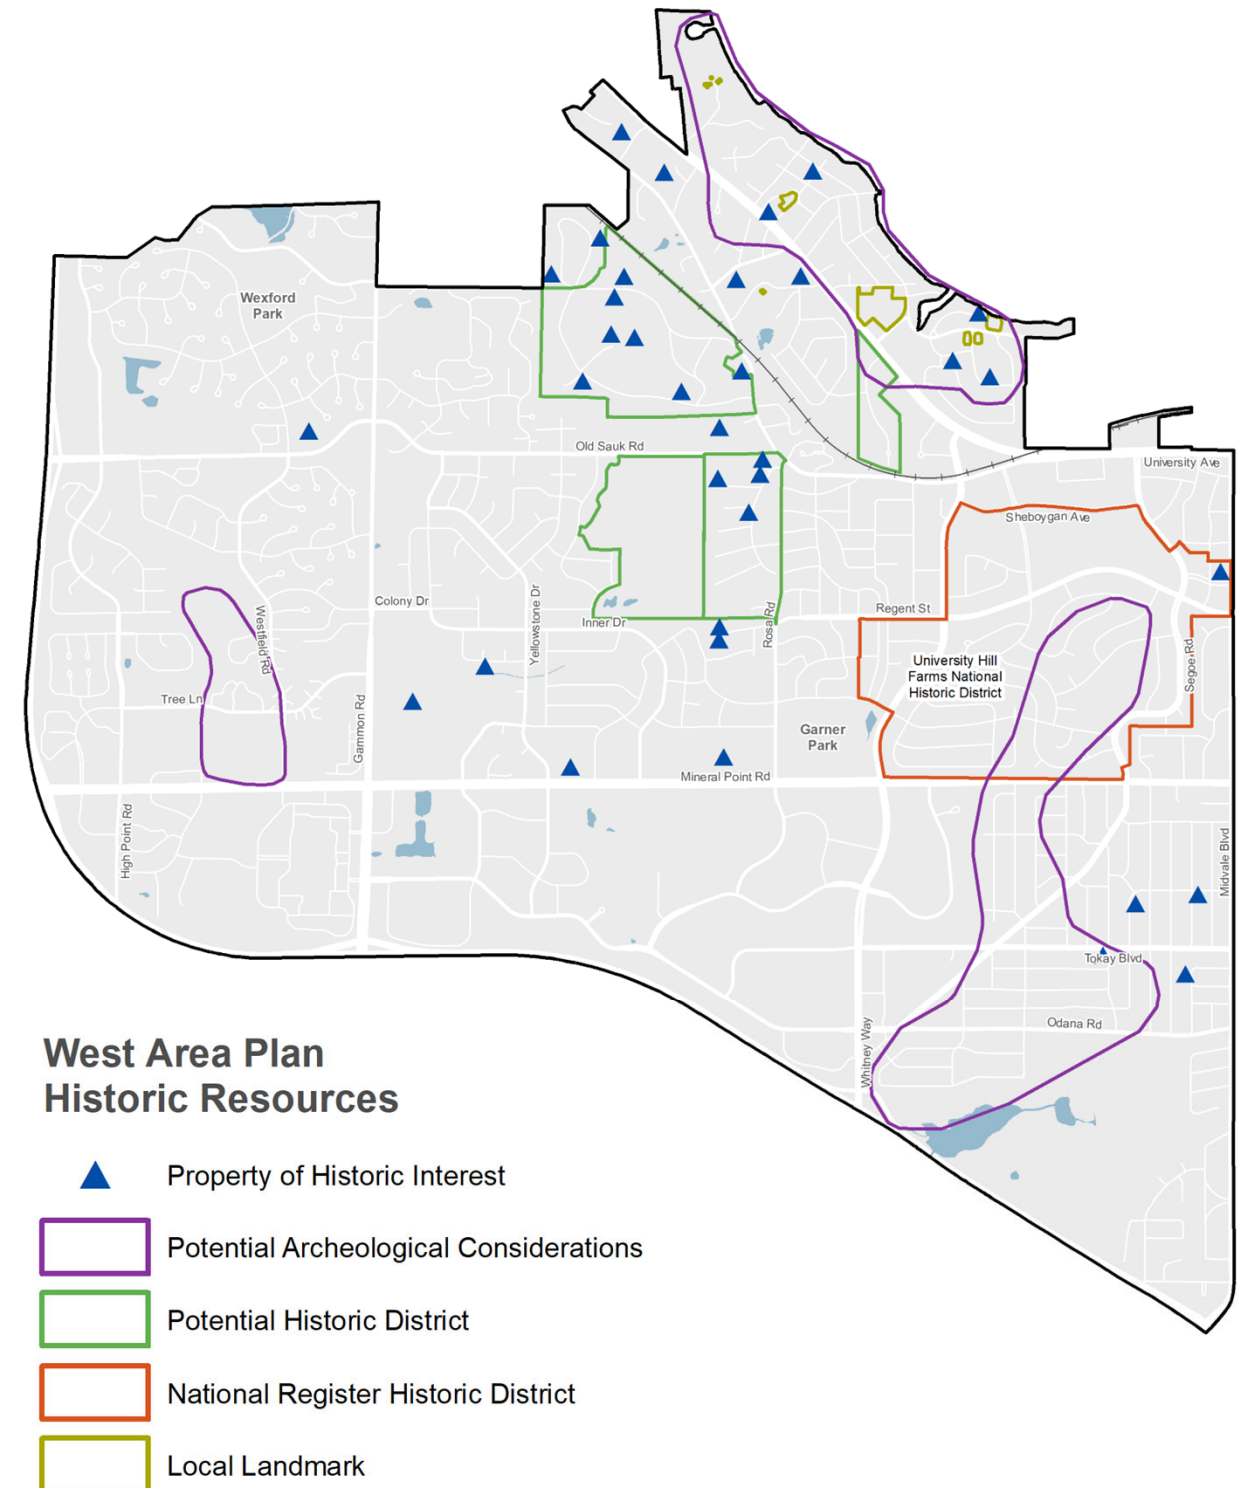 Wexford
Park
Old Sauk Rd
University Ave
Sheboygan Ave
Colony Dr
Yellowstone Dr
Inner Dr
Rosa Rd
Regent St
Westfield Rd
Tree Ln
Gammon Rd
University Hill
Farms National
Historic District
Segoe Rd
Garner
Park
Mineral Point Rd
High Point Rd
Midvale Blvd
Tokay Blvd
Odana Rd
Whitney Way
West Area Plan
Historic Resources
Property of Historic Interest
Potential Archeological Considerations
Potential Historic District
National Register Historic District
Local Landmark